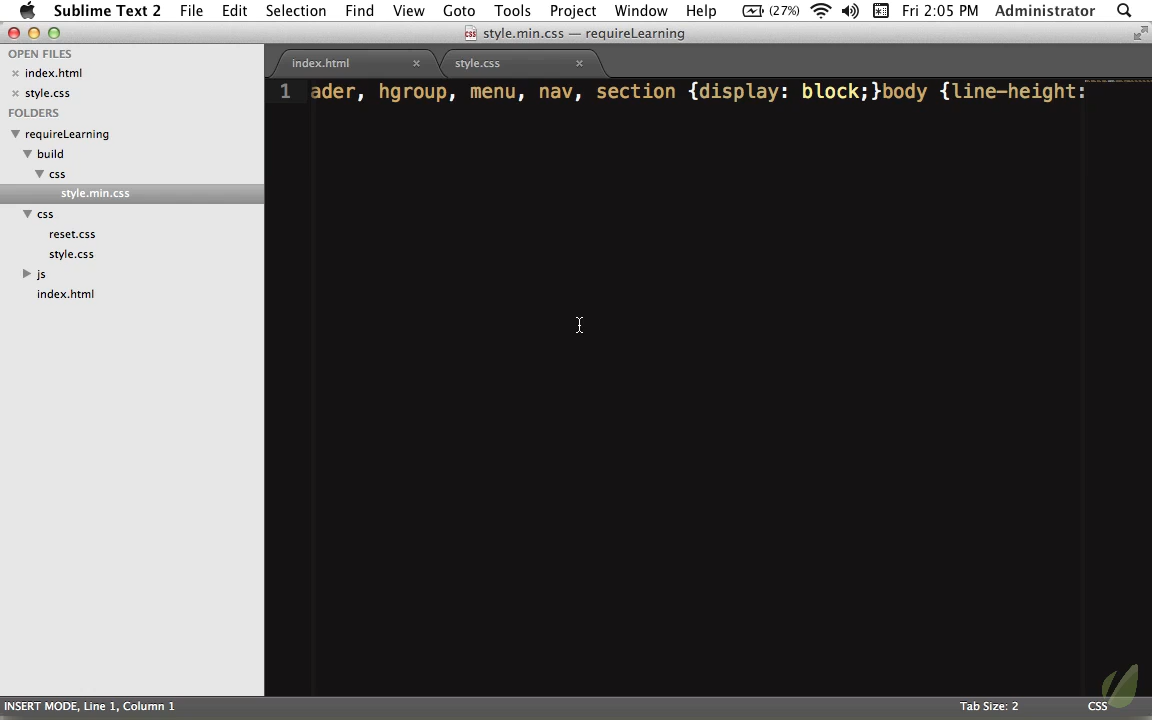 Sublime Text 2 File Edit Selection Find View Goto Tools Project Window Help (27%) Fri 2:05 PM Administrator
style.min.css — requireLearning
OPEN FILES
index.html
style.css
FOLDERS
requireLearning
build
css
style.min.css
css
reset.css
style.css
js
index.html
index.html style.css
1 ader, hgroup, menu, nav, section {display: block;}body {line-height:
INSERT MODE, Line 1, Column 1 Tab Size: 2 CSS